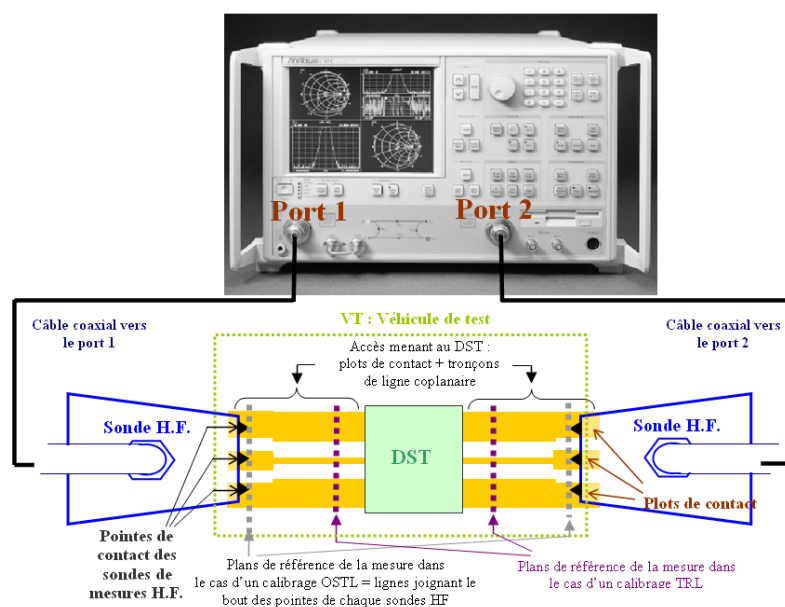 Anritsu
Port 1
Port 2
Câble coaxial vers
le port 1
VT : Véhicule de test
Câble coaxial vers
le port 2
Accès menant au DST :
plots de contact + tronçons
de ligne coplanaire
Sonde H.F.
DST
Sonde H.F.
Plots de contact
Pointes de
contact des
sondes de
mesures H.F.
Plans de référence de la mesure dans
le cas d'un calibrage OSTL = lignes joignant le
bout des pointes de chaque sondes HF
Plans de référence de la mesure dans
le cas d'un calibrage TRL